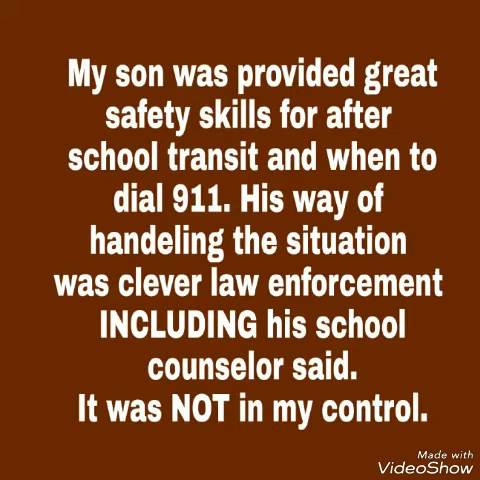 My son was provided great
safety skills for after
school transit and when to
dial 911. His way of
handeling the situation
was clever law enforcement
INCLUDING his school
counselor said.
It was NOT in my control.
Made with
VideoShow